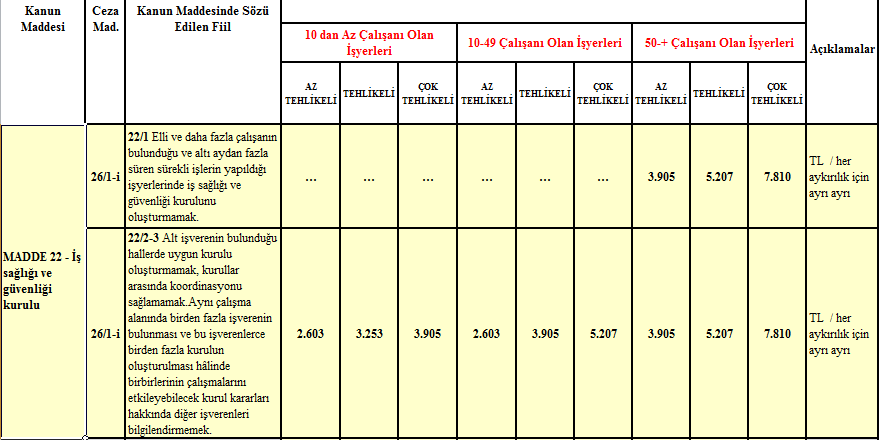 Kanun
Maddesi
Ceza
Mad.
Kanun Maddesinde Sözü
Edilen Fiil
10 dan Az Çalışanı Olan
İşyerleri
10-49 Çalışanı Olan İşyerleri
50-+ Çalışanı Olan İşyerleri
Açıklamalar
AZ
TEHLİKELİ
TEHLİKELİ
ÇOK
TEHLİKELİ
AZ
TEHLİKELİ
TEHLİKELİ
ÇOK
TEHLİKELİ
AZ
TEHLİKELİ
TEHLİKELİ
ÇOK
TEHLİKELİ
MADDE 22 - İş
sağlığı ve
güvenliği
kurulu
26/1-i
22/1 Elli ve daha fazla çalışanın
bulunduğu ve altı aydan fazla
süren sürekli işlerin yapıldığı
işyerlerinde iş sağlığı ve
güvenliği kurulunu
oluşturmamak.
... ... ... ... ... ... 3.905 5.207 7.810
TL / her
aykırılık için
ayrı ayrı
26/1-i
22/2-3 Alt işverenin bulunduğu
hallerde uygun kurulu
oluşturmamak, kurullar
arasında koordinasyonu
sağlamamak.Aynı çalışma
alanında birden fazla işverenin
bulunması ve bu işverenlerce
birden fazla kurulun
oluşturulması hâlinde
birbirlerinin çalışmalarını
etkileyebilecek kurul kararları
hakkında diğer işverenleri
bilgilendirmemek.
2.603 3.253 3.905 2.603 3.905 5.207 3.905 5.207 7.810
TL / her
aykırılık için
ayrı ayrı